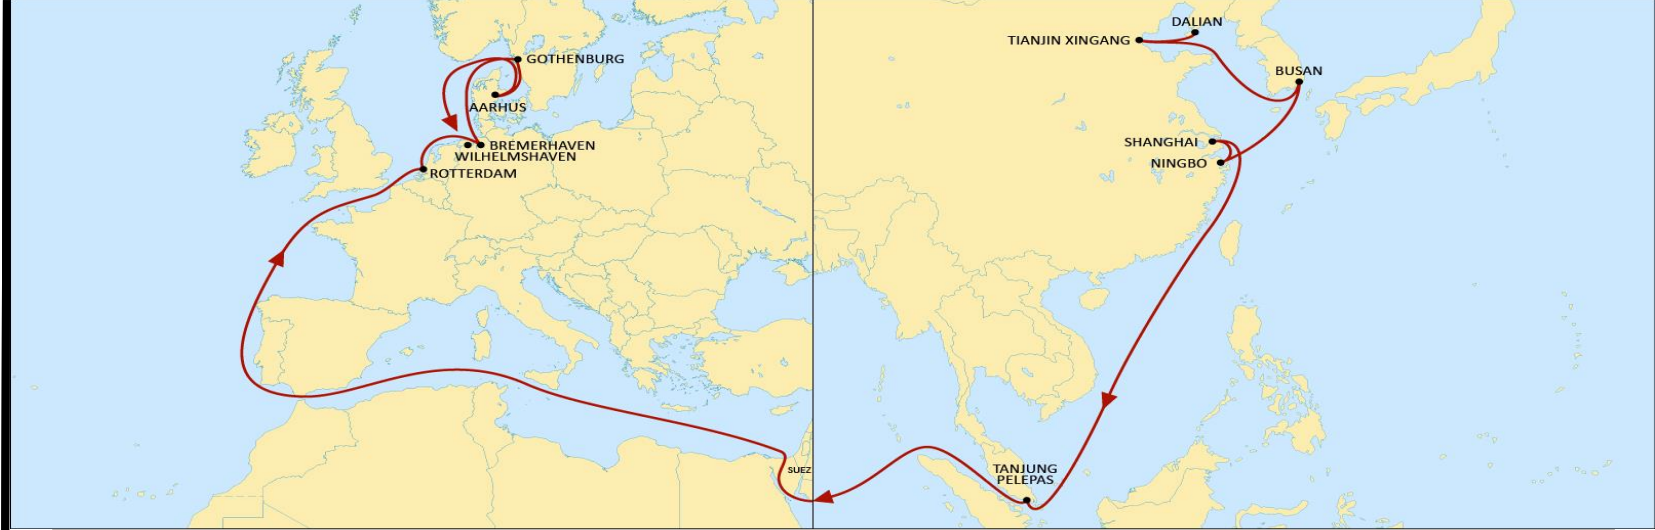 GOTHENBURG
AARHUS
BREMERHAVEN
WILHELMSHAVEN
ROTTERDAM
SUEZ
DALIAN
TIANJIN XINGANG
BUSAN
SHANGHAI
NINGBO
TANJUNG
PELEPAS